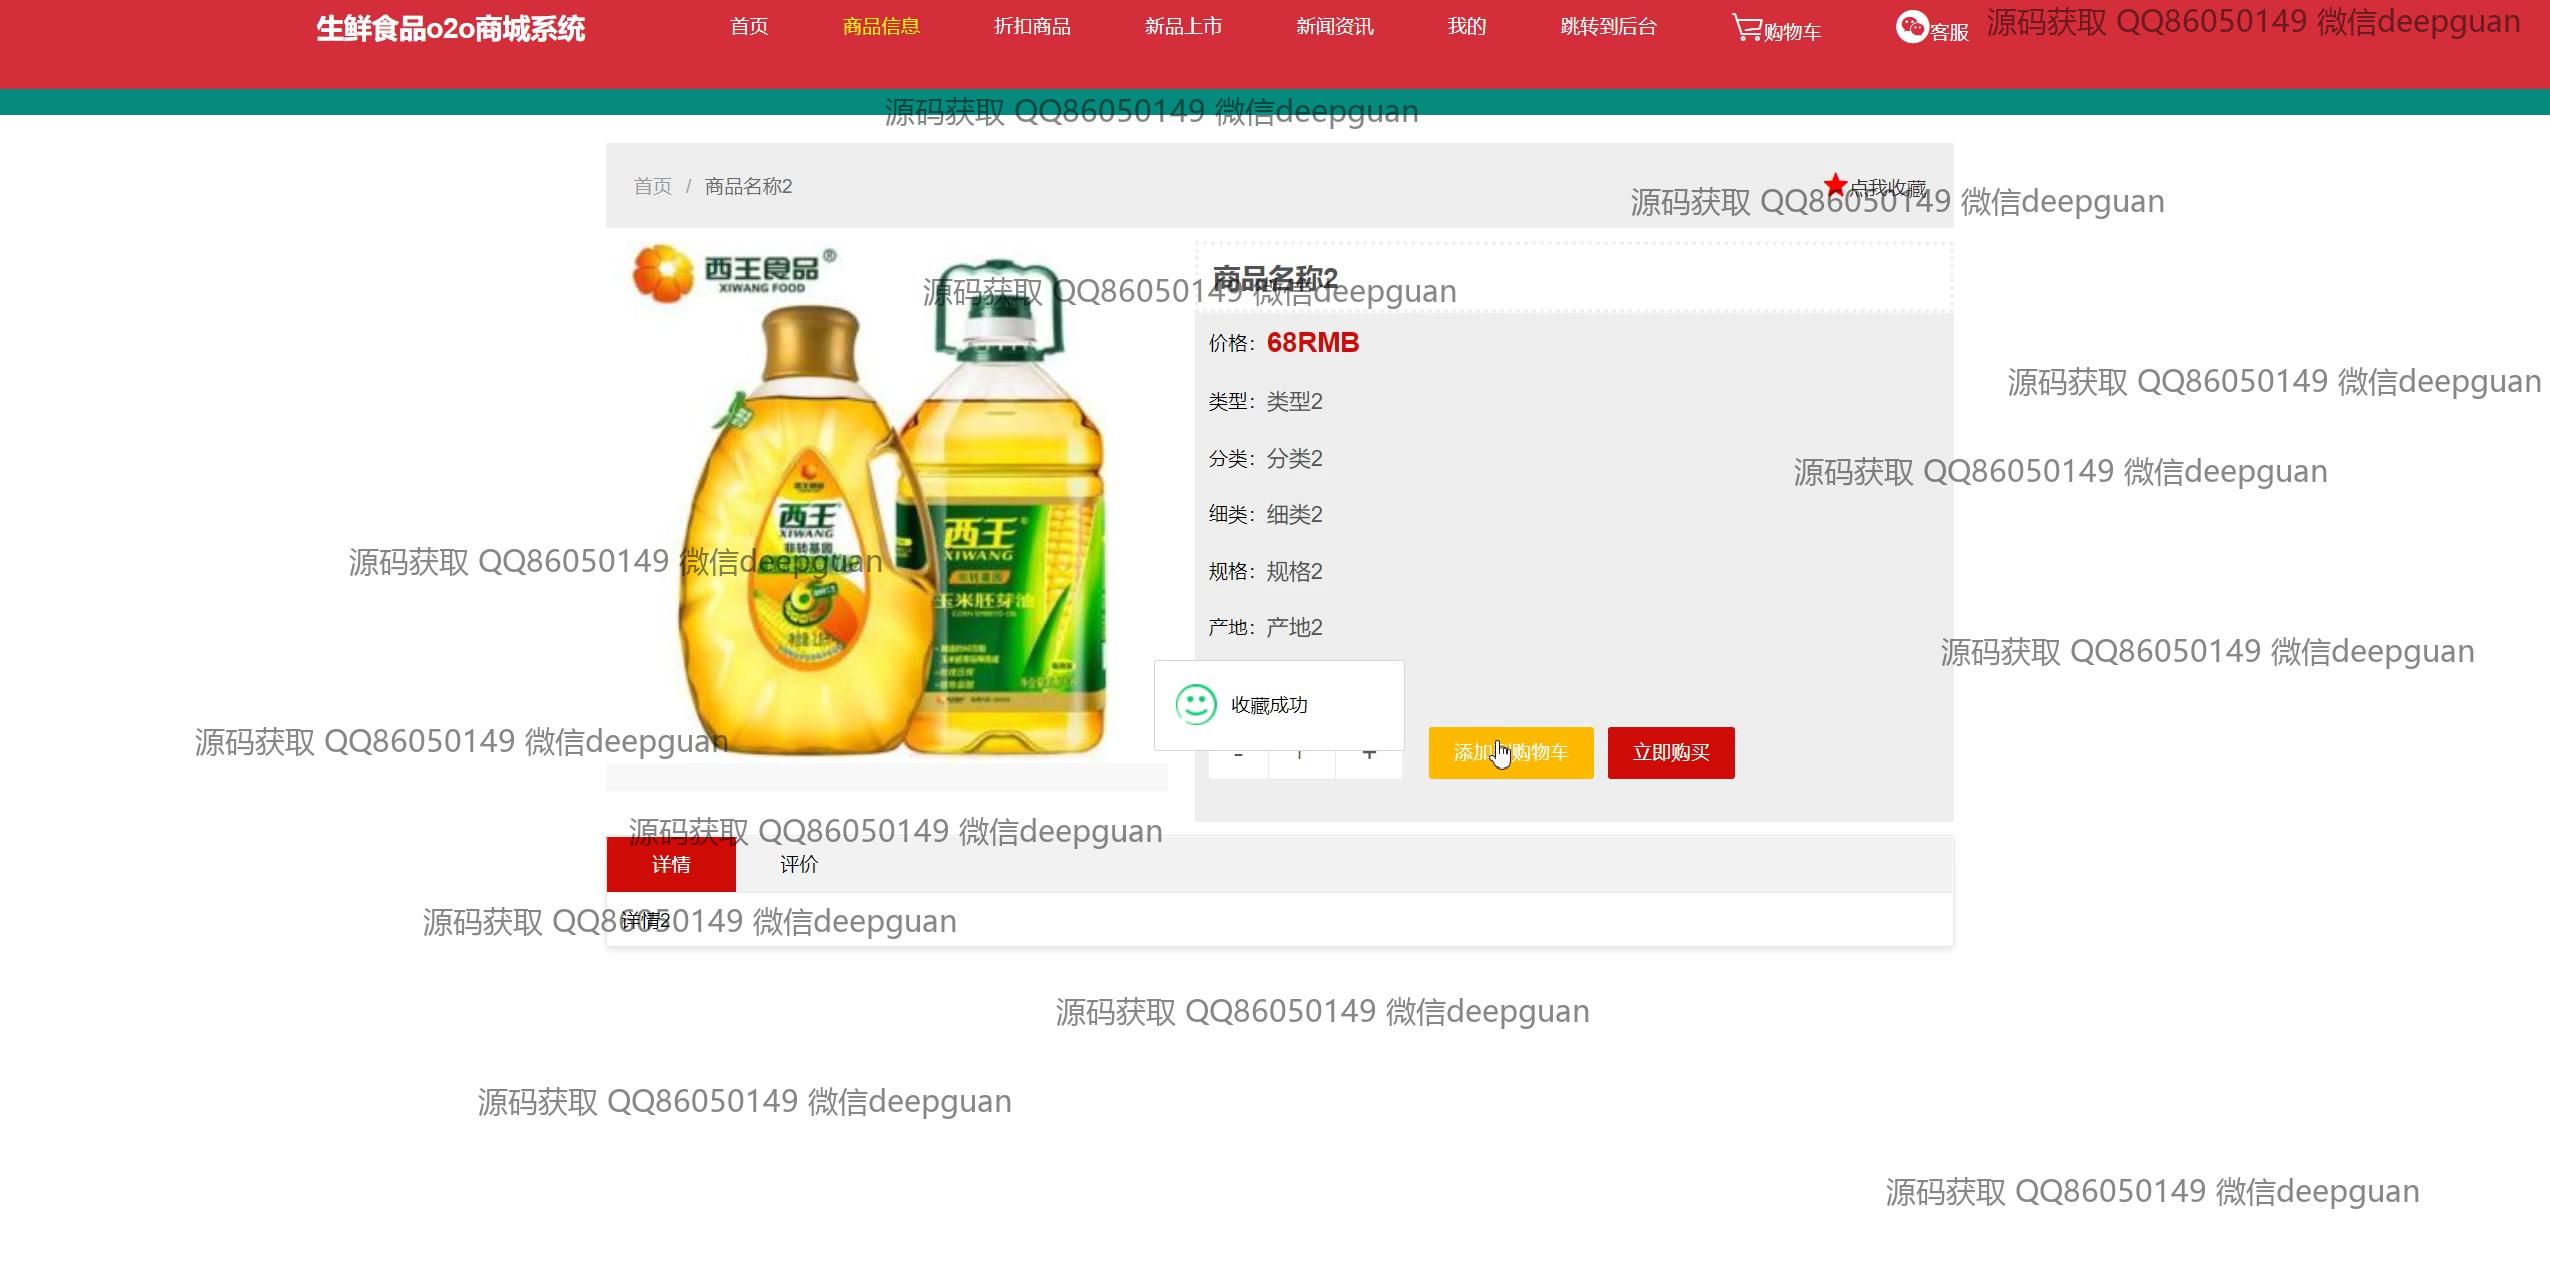 生鲜食品o2o商城系统 首页 商品信息 折扣商品 新品上市 新闻资讯 我的 跳转到后台 购物车 客服
源码获取 QQ86050149 微信deepguan
源码获取 QQ86050149 微信deepguan
首页 / 商品名称2
点我收藏
源码获取 QQ86050149 微信deepguan
西王食品®
XIWANG FOOD
商品名称2
源码获取 QQ86050149 微信deepguan
价格：68RMB
源码获取 QQ86050149 微信deepguan
类型：类型2
分类：分类2
源码获取 QQ86050149 微信deepguan
西王
XIWANG
非转基因
西王
XIWANG
非转基因
玉米胚芽油
细类：细类2
源码获取 QQ86050149 微信deepguan
规格：规格2
产地：产地2
源码获取 QQ86050149 微信deepguan
收藏成功
源码获取 QQ86050149 微信deepguan
- +
添加到购物车
立即购买
源码获取 QQ86050149 微信deepguan
详情 评价
详情2
源码获取 QQ86050149 微信deepguan
源码获取 QQ86050149 微信deepguan
源码获取 QQ86050149 微信deepguan
源码获取 QQ86050149 微信deepguan